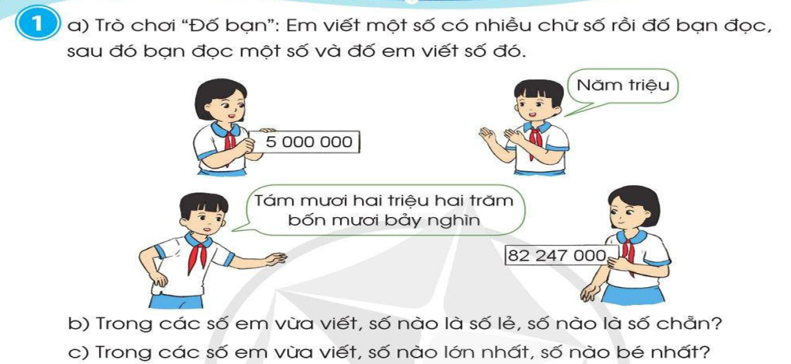 1 a) Trò chơi “Đố bạn”: Em viết một số có nhiều chữ số rồi đố bạn đọc,
sau đó bạn đọc một số và đố em viết số đó.
5 000 000
Năm triệu
Tám mươi hai triệu hai trăm
bốn mươi bảy nghìn
82 247 000
b) Trong các số em vừa viết, số nào là số lẻ, số nào là số chẵn?
c) Trong các số em vừa viết, số nào lớn nhất, số nào bé nhất?